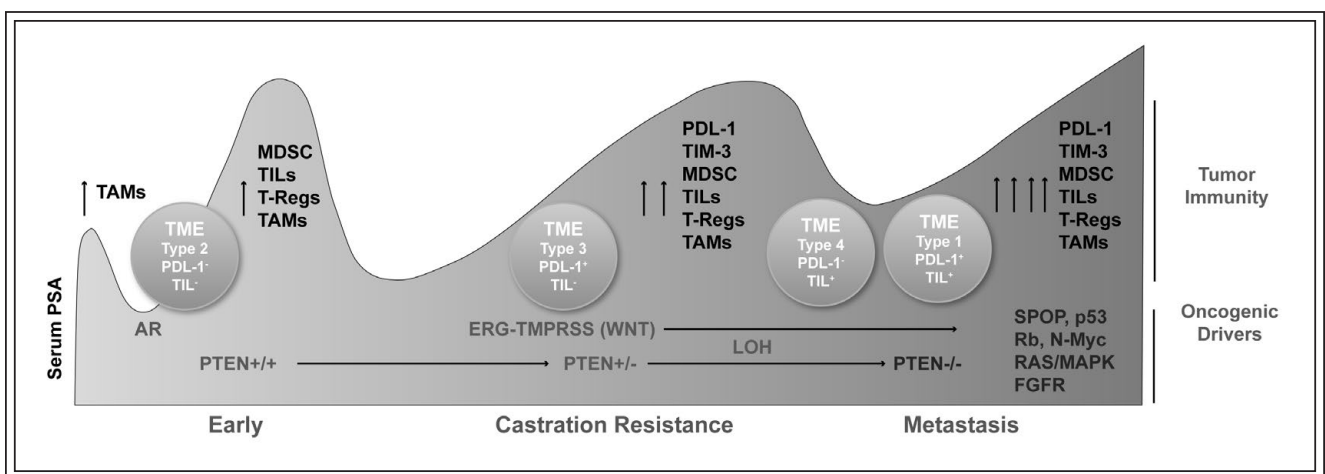 Serum PSA
TAMs
TME
Type 2
PDL-1⁻
TIL⁻
AR
MDSC
TILs
T-Regs
TAMs
TME
Type 3
PDL-1⁺
TIL⁻
PDL-1
TIM-3
MDSC
TILs
T-Regs
TAMs
TME
Type 4
PDL-1⁻
TIL⁺
TME
Type 1
PDL-1⁺
TIL⁺
PDL-1
TIM-3
MDSC
TILs
T-Regs
TAMs
Tumor
Immunity
ERG-TMPRSS (WNT)
PTEN+/+
PTEN+/-
LOH
PTEN-/-
SPOP, p53
Rb, N-Myc
RAS/MAPK
FGFR
Oncogenic
Drivers
Early
Castration Resistance
Metastasis